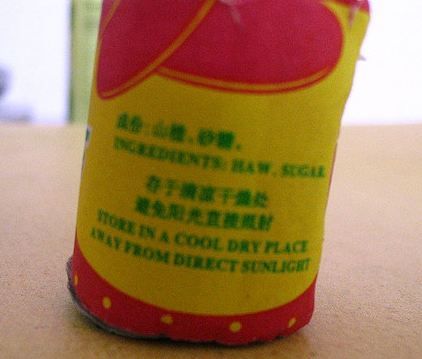 成份：山楂、砂糖。
INGREDIENTS: HAW, SUGAR
存于清凉干燥处
避免阳光直接照射
STORE IN A COOL DRY PLACE
AWAY FROM DIRECT SUNLIGHT